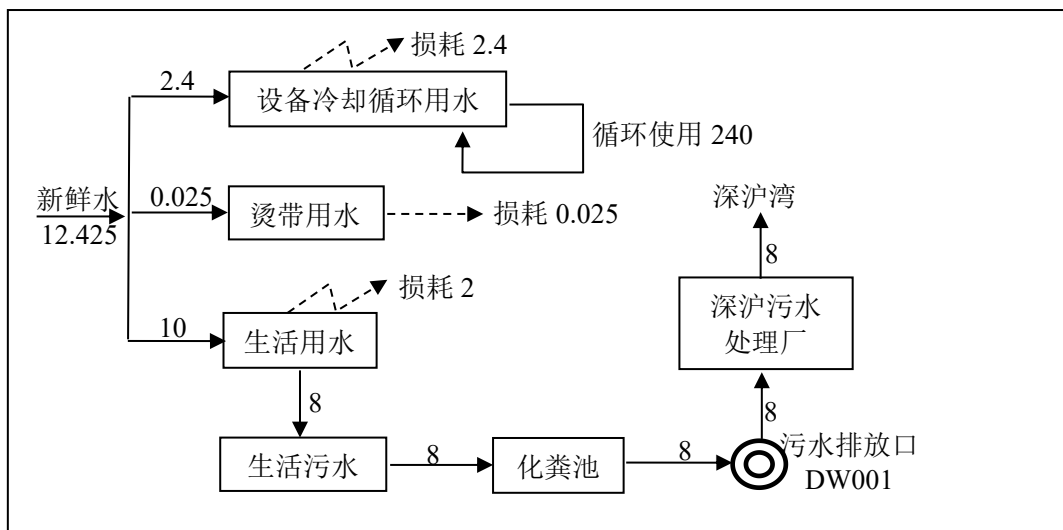 损耗 2.4
2.4
设备冷却循环用水
循环使用 240
新鲜水
12.425
0.025
烫带用水
损耗 0.025
深沪湾
8
损耗 2
10
生活用水
深沪污水
处理厂
8
8
生活污水
8
化粪池
8
污水排放口
DW001